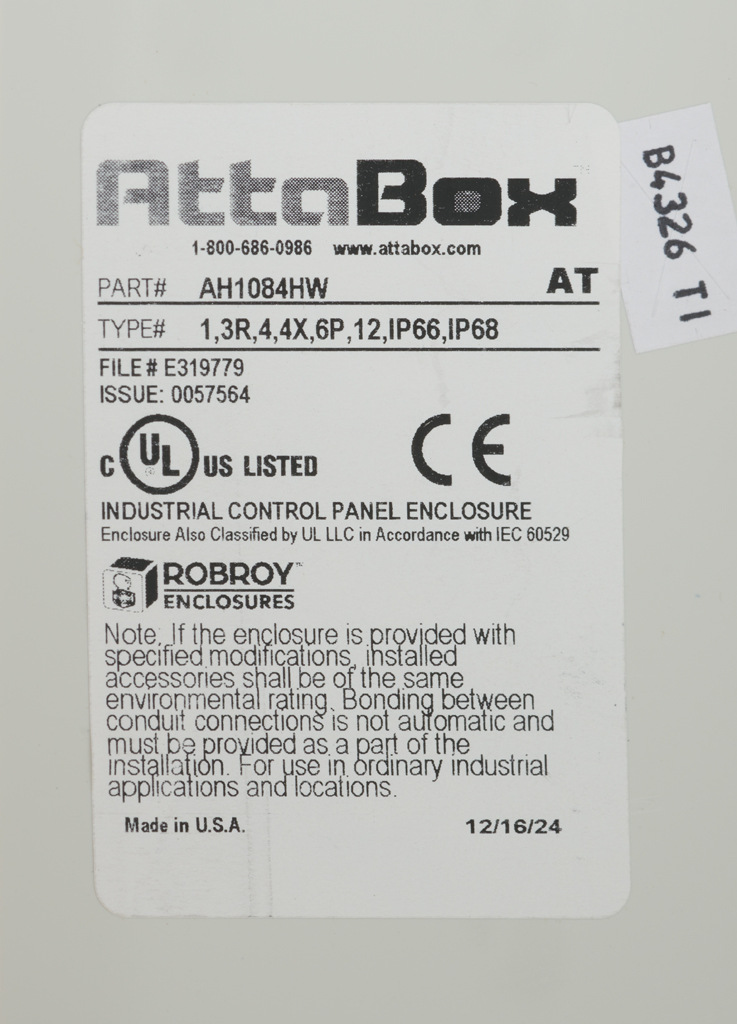 AttaBox
1-800-686-0986 www.attabox.com
PART# AH1084HW AT
TYPE# 1,3R,4,4X,6P,12,IP66,IP68
FILE # E319779
ISSUE: 0057564
C UL US LISTED
CE
INDUSTRIAL CONTROL PANEL ENCLOSURE
Enclosure Also Classified by UL LLC in Accordance with IEC 60529
ROBROY™
ENCLOSURES
Note: If the enclosure is provided with
specified modifications, installed
accessories shall be of the same
environmental rating. Bonding between
conduit connections is not automatic and
must be provided as a part of the
installation. For use in ordinary industrial
applications and locations.
Made in U.S.A. 12/16/24
B4326 T1